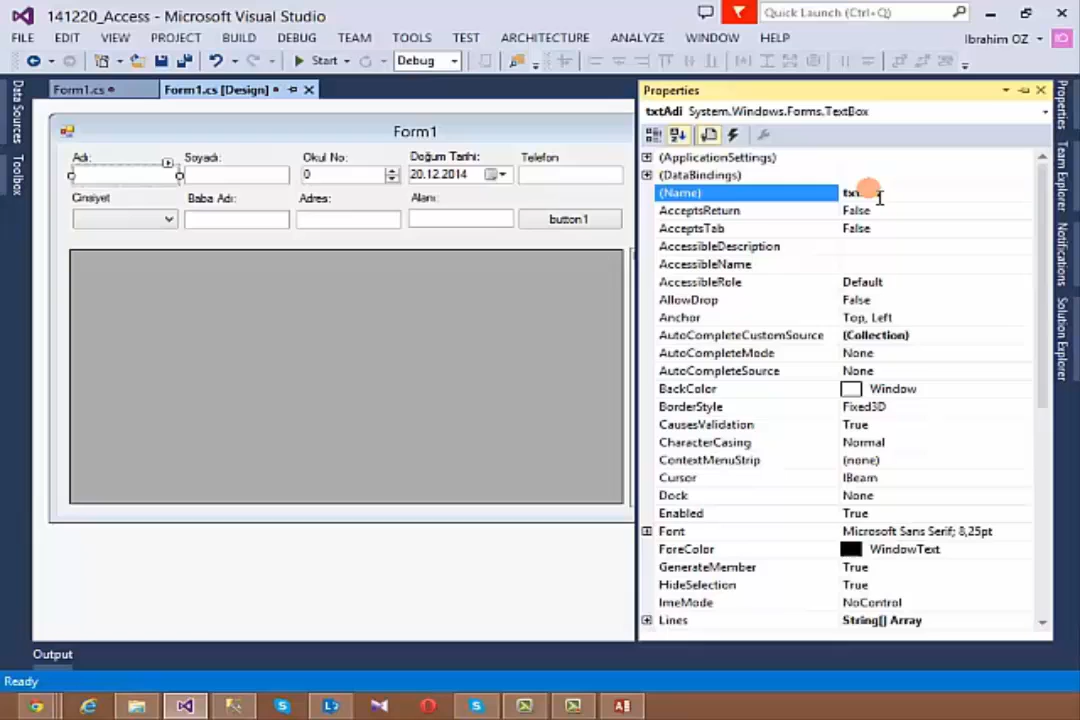 141220_Access - Microsoft Visual Studio
Quick Launch (Ctrl+Q)
FILE EDIT VIEW PROJECT BUILD DEBUG TEAM TOOLS TEST ARCHITECTURE ANALYZE WINDOW HELP
Ibrahim OZ
IO
Start
Debug
Data Sources
Toolbox
Form1.cs
Form1.cs [Design]
Form1
Adı:
Soyadı:
Okul No:
Doğum Tarihi:
Telefon
0
20.12.2014
Cinsiyet
Baba Adı:
Adres:
Alanı:
button1
Properties
txtAdi System.Windows.Forms.TextBox
(ApplicationSettings)
(DataBindings)
(Name)
AcceptsReturn False
AcceptsTab False
AccessibleDescription
AccessibleName
AccessibleRole Default
AllowDrop False
Anchor Top, Left
AutoCompleteCustomSource (Collection)
AutoCompleteMode None
AutoCompleteSource None
BackColor Window
BorderStyle Fixed3D
CausesValidation True
CharacterCasing Normal
ContextMenuStrip (none)
Cursor IBeam
Dock None
Enabled True
Font Microsoft Sans Serif; 8,25pt
ForeColor WindowText
GenerateMember True
HideSelection True
ImeMode NoControl
Lines String[] Array
Properties
Team Explorer
Notifications
Solution Explorer
Output
Ready